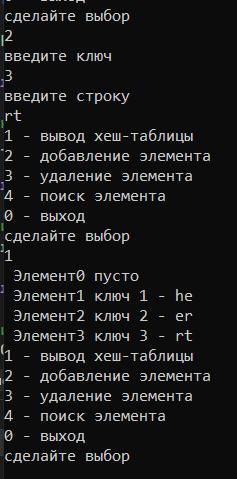 сделайте выбор
2
введите ключ
3
введите строку
rt
1 - вывод хеш-таблицы
2 - добавление элемента
3 - удаление элемента
4 - поиск элемента
0 - выход
сделайте выбор
1
Элемент0 пусто
Элемент1 ключ 1 - he
Элемент2 ключ 2 - er
Элемент3 ключ 3 - rt
1 - вывод хеш-таблицы
2 - добавление элемента
3 - удаление элемента
4 - поиск элемента
0 - выход
сделайте выбор